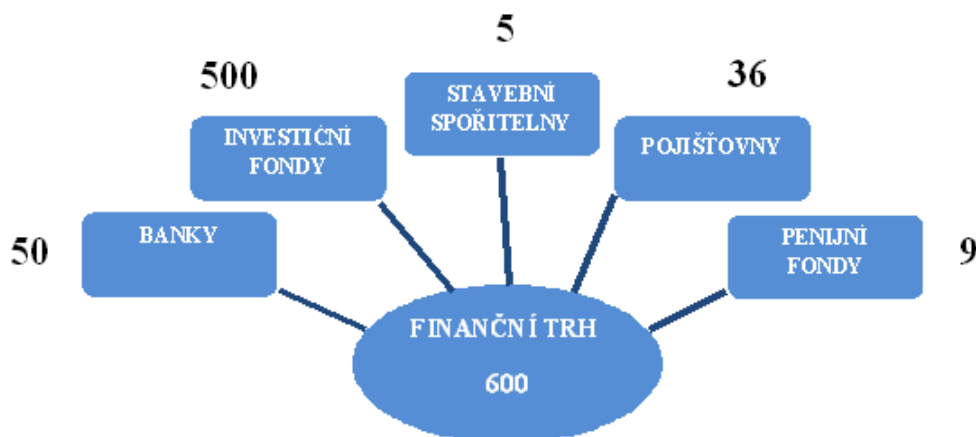 5
500
36
STAVEBNÍ
SPOŘITELNY
INVESTIČNÍ
FONDY
POJIŠŤOVNY
50
BANKY
PENIJNÍ
FONDY
9
FINANČNÍ TRH
600